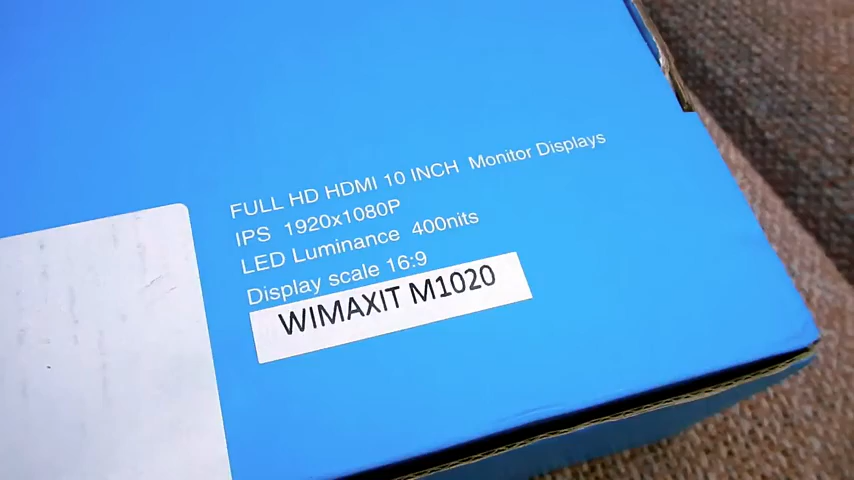 FULL HD HDMI 10 INCH Monitor Displays
IPS 1920x1080P
LED Luminance 400nits
Display scale 16:9
WIMAXIT M1020